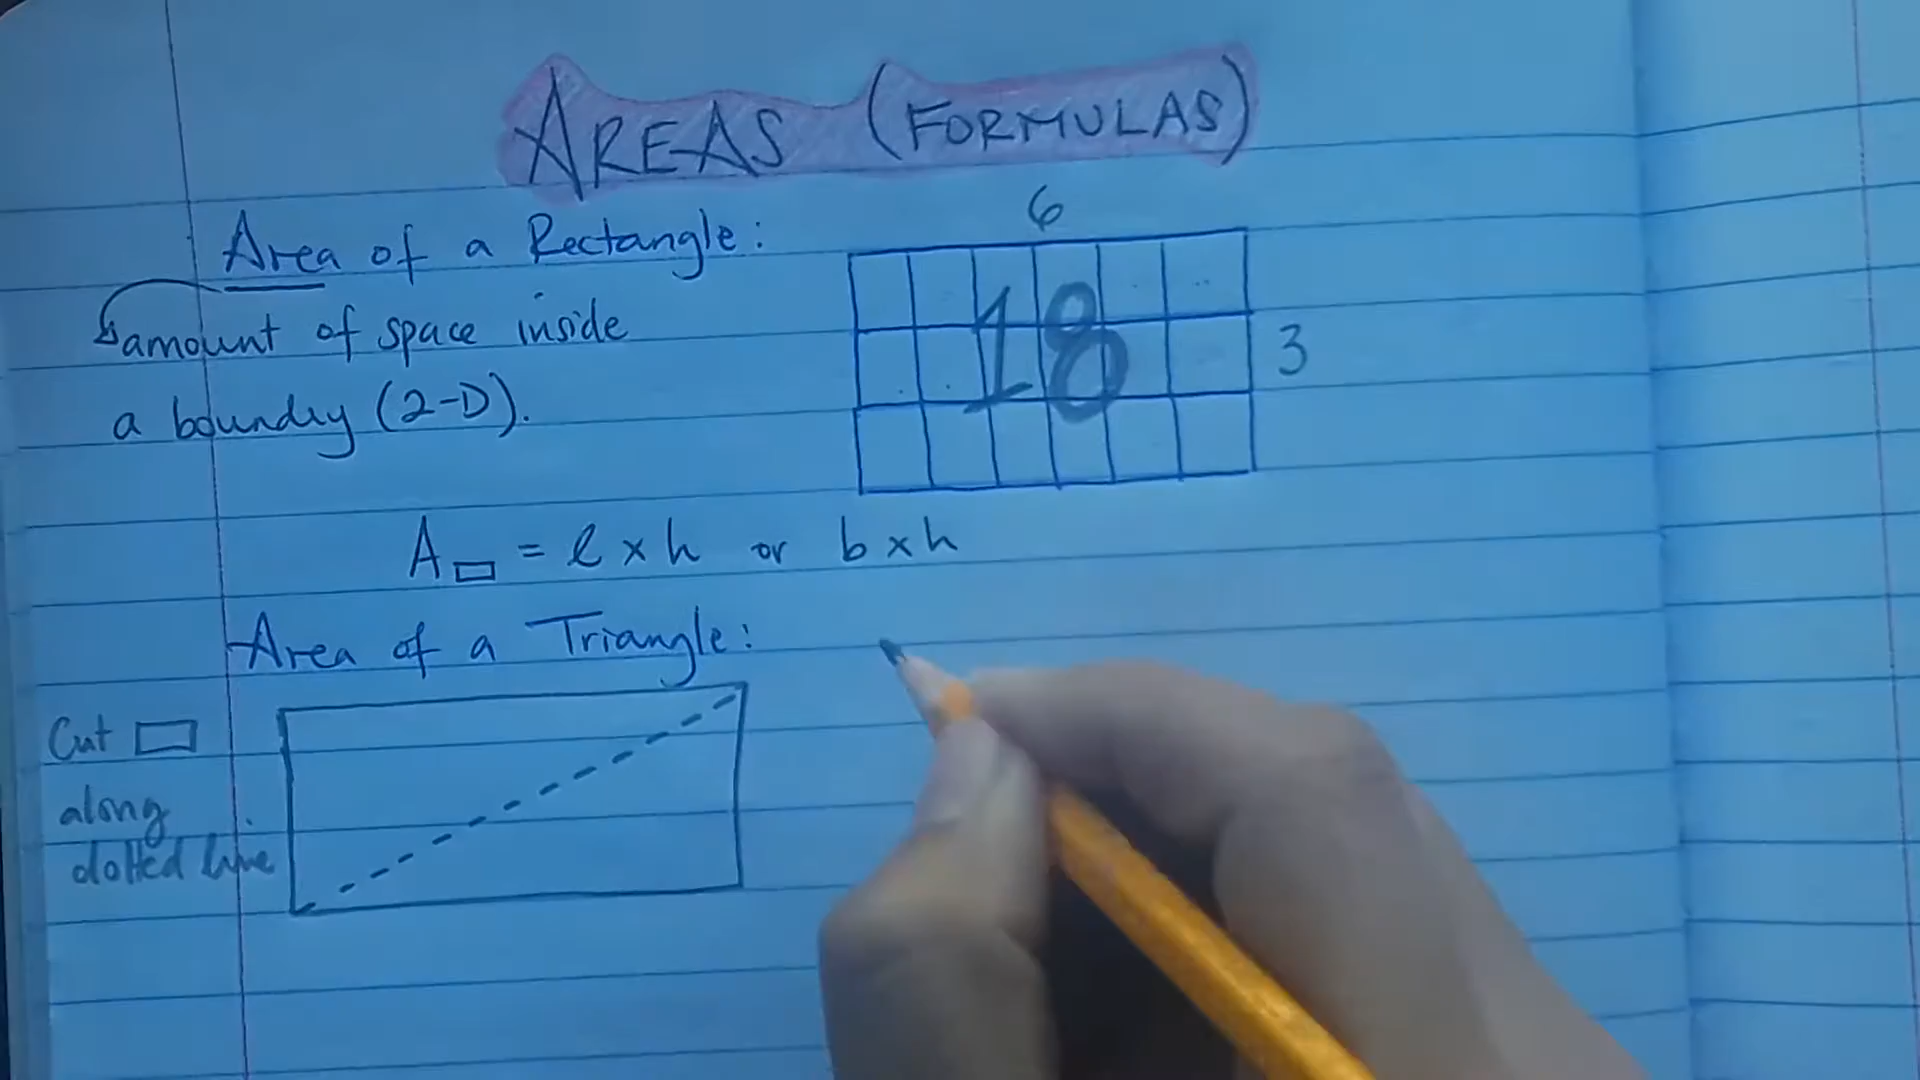 AREAS (FORMULAS)
Area of a Rectangle:
6
amount of space inside
18
3
a boundry (2-D).
A▭ = l x h or b x h
Area of a Triangle:
Cut ▭
along
dotted line